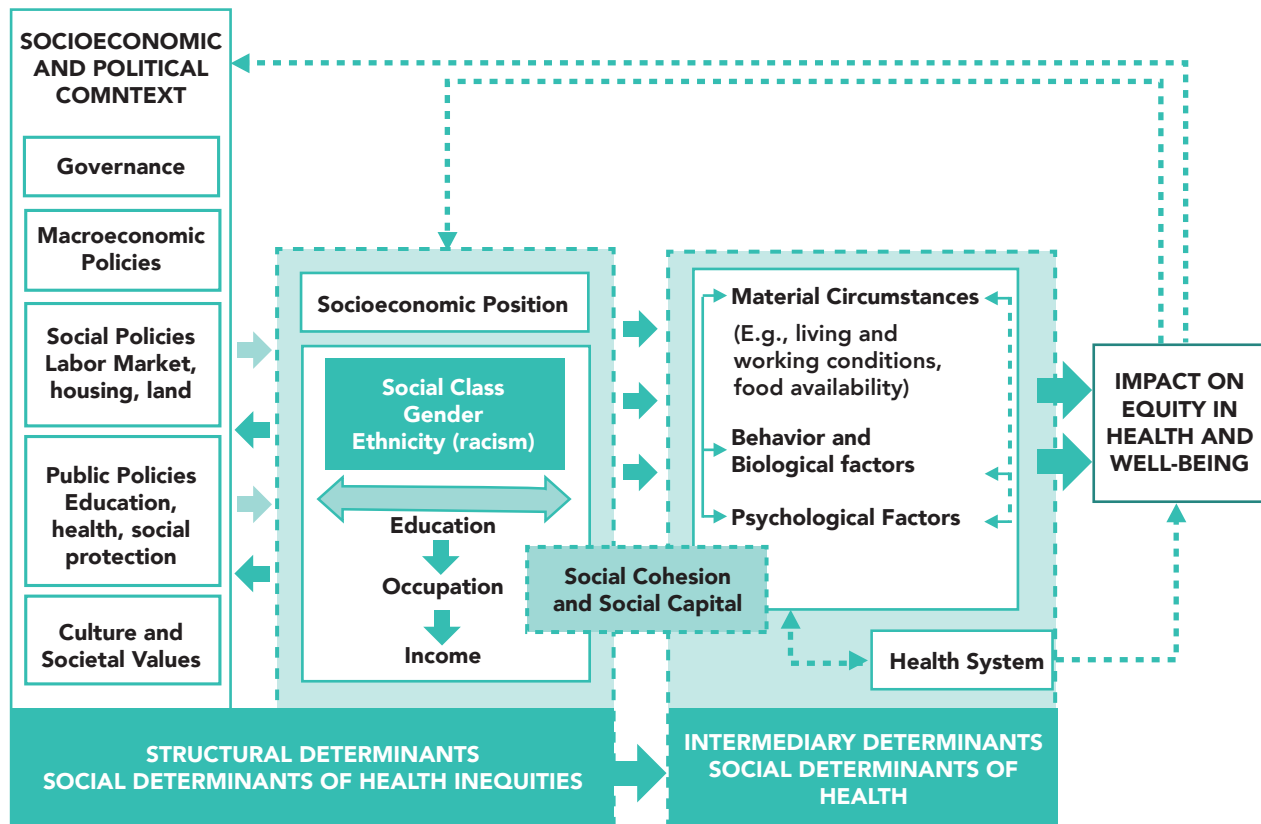 SOCIOECONOMIC
AND POLITICAL
COMNTEXT
Governance
Macroeconomic
Policies
Social Policies
Labor Market,
housing, land
Public Policies
Education,
health, social
protection
Culture and
Societal Values
Socioeconomic Position
Social Class
Gender
Ethnicity (racism)
Education
Occupation
Income
Social Cohesion
and Social Capital
Material Circumstances
(E.g., living and
working conditions,
food availability)
Behavior and
Biological factors
Psychological Factors
Health System
IMPACT ON
EQUITY IN
HEALTH AND
WELL-BEING
STRUCTURAL DETERMINANTS
SOCIAL DETERMINANTS OF HEALTH INEQUITIES
INTERMEDIARY DETERMINANTS
SOCIAL DETERMINANTS OF
HEALTH